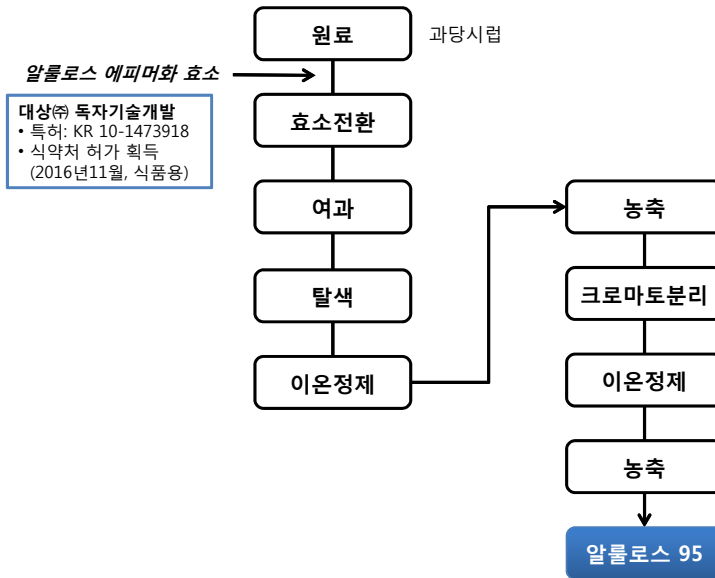 원료
과당시럽
알룰로스 에피머화 효소
대상㈜ 독자기술개발
• 특허: KR 10-1473918
• 식약처 허가 획득
(2016년11월, 식품용)
효소전환
여과
탈색
이온정제
농축
크로마토분리
이온정제
농축
알룰로스 95